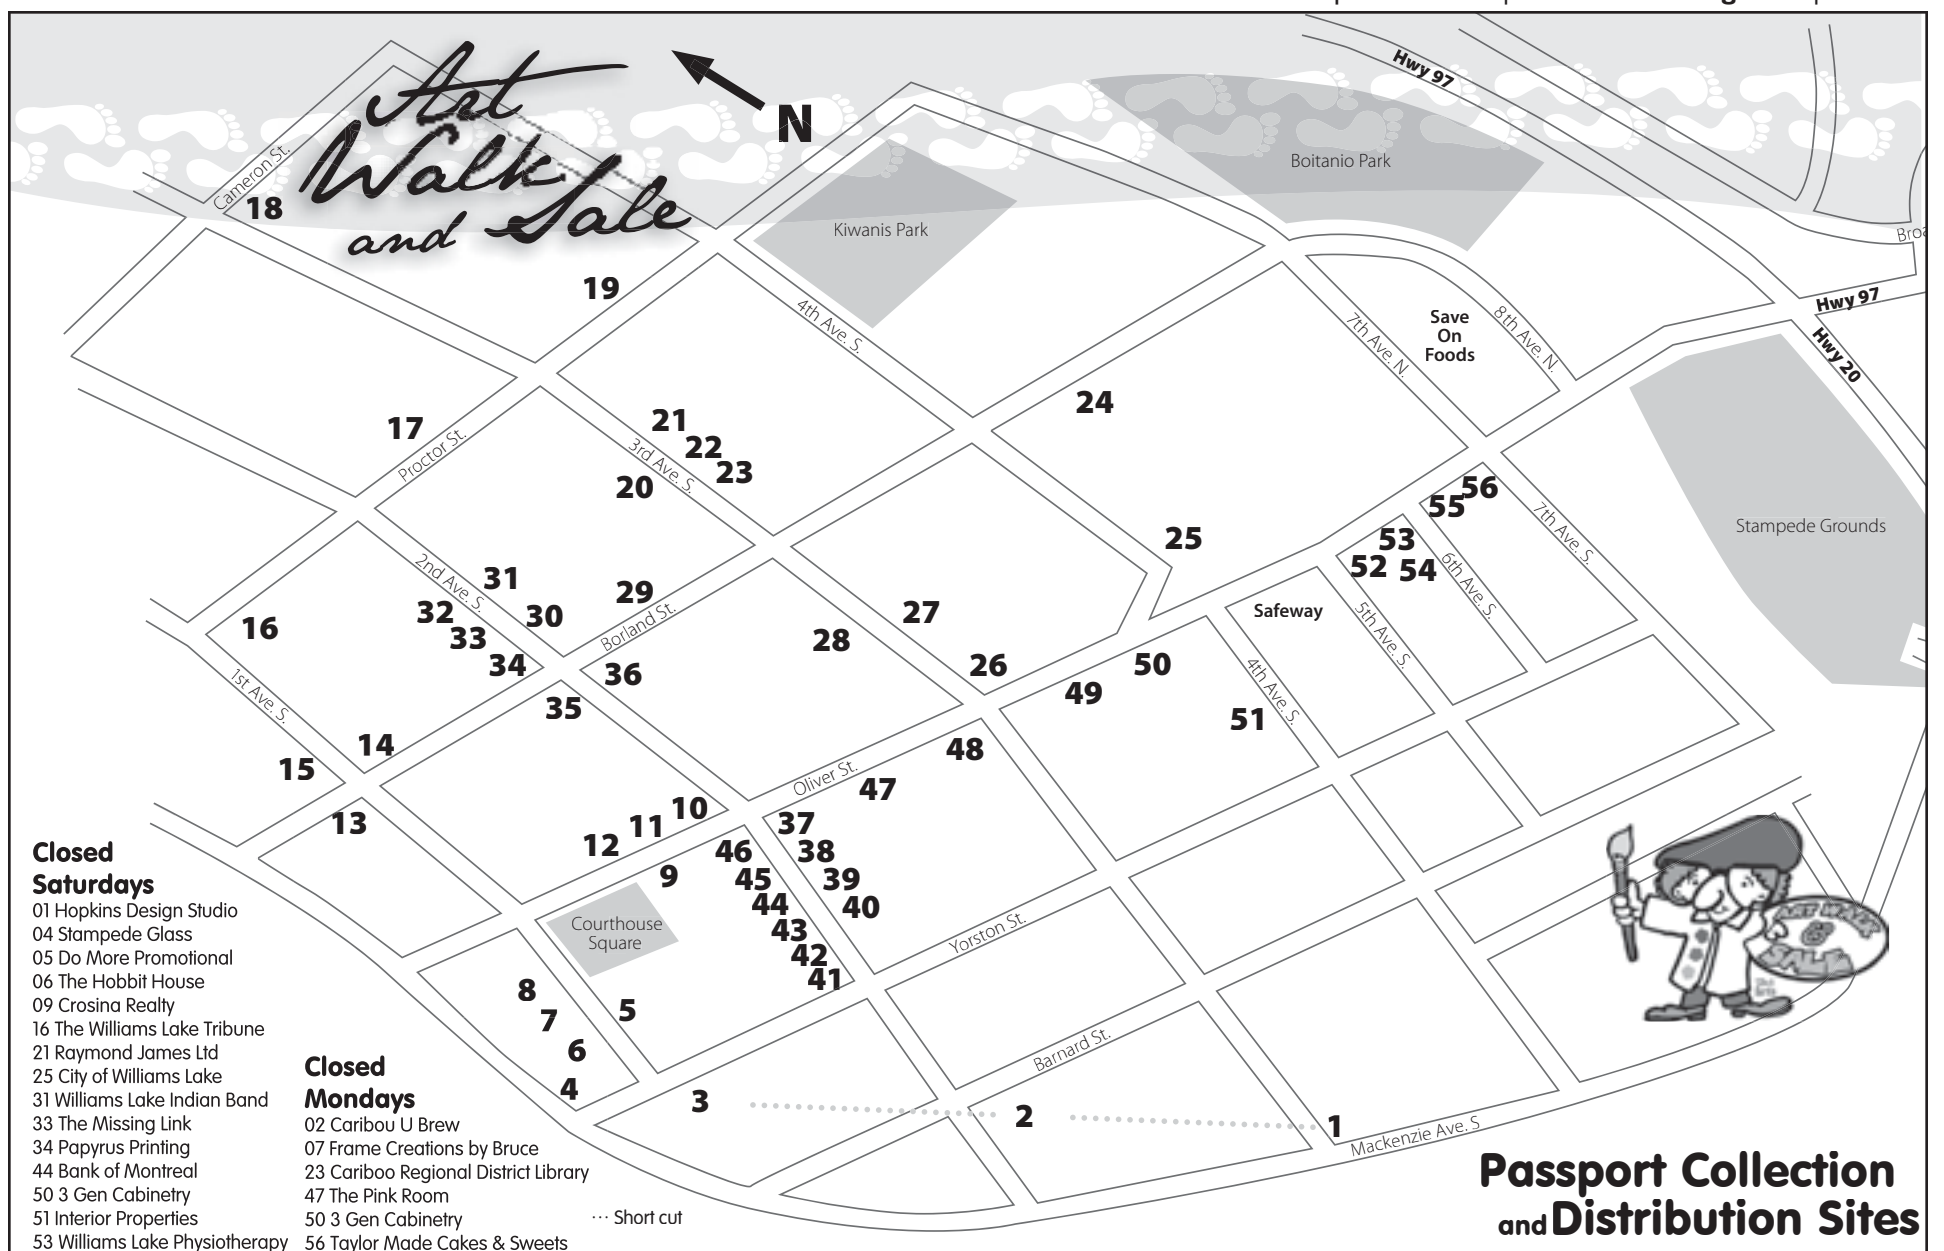 Art
Walk
and Sale
N
Hwy 97
Boitanio Park
Kiwanis Park
Cameron St.
18
19
4th Ave. S.
7th Ave. N.
Save
On
Foods
8th Ave. N.
Hwy 97
Hwy 20
Stampede Grounds
17
Proctor St.
21
22
23
3rd Ave. S.
20
24
25
56
55
53
52
54
7th Ave. S.
6th Ave. S.
5th Ave. S.
Safeway
4th Ave. S.
31
2nd Ave. S.
32
30
33
34
29
Borland St.
36
35
28
27
26
50
49
51
16
1st Ave. S.
14
15
13
48
Oliver St.
47
10
11
12
9
37
46
38
45
39
44
40
43
42
41
Courthouse
Square
Yorston St.
8
7
5
6
4
3
2
Barnard St.
1
Mackenzie Ave. S
ART WALK
&
SALE
Closed
Saturdays
01 Hopkins Design Studio
04 Stampede Glass
05 Do More Promotional
06 The Hobbit House
09 Crosina Realty
16 The Williams Lake Tribune
21 Raymond James Ltd
25 City of Williams Lake
31 Williams Lake Indian Band
33 The Missing Link
34 Papyrus Printing
44 Bank of Montreal
50 3 Gen Cabinetry
51 Interior Properties
53 Williams Lake Physiotherapy
Closed
Mondays
02 Caribou U Brew
07 Frame Creations by Bruce
23 Cariboo Regional District Library
47 The Pink Room
50 3 Gen Cabinetry
56 Taylor Made Cakes & Sweets
... Short cut
Passport Collection
and Distribution Sites